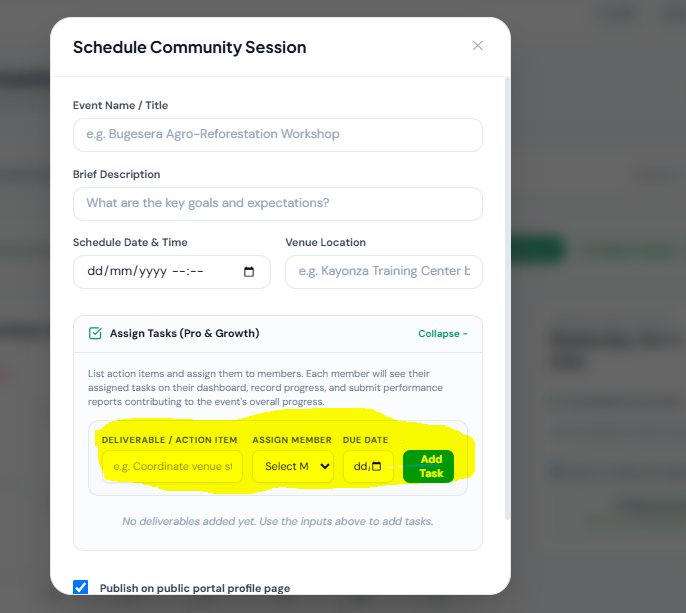 Schedule Community Session
Event Name / Title
e.g. Bugesera Agro-Reforestation Workshop
Brief Description
What are the key goals and expectations?
Schedule Date & Time
Venue Location
dd/mm/yyyy --:--
e.g. Kayonza Training Center b
Assign Tasks (Pro & Growth)
Collapse -
List action items and assign them to members. Each member will see their
assigned tasks on their dashboard, record progress, and submit performance
reports contributing to the event's overall progress.
DELIVERABLE / ACTION ITEM
ASSIGN MEMBER
DUE DATE
e.g. Coordinate venue st
Select M
dd/
Add
Task
No deliverables added yet. Use the inputs above to add tasks.
Publish on public portal profile page